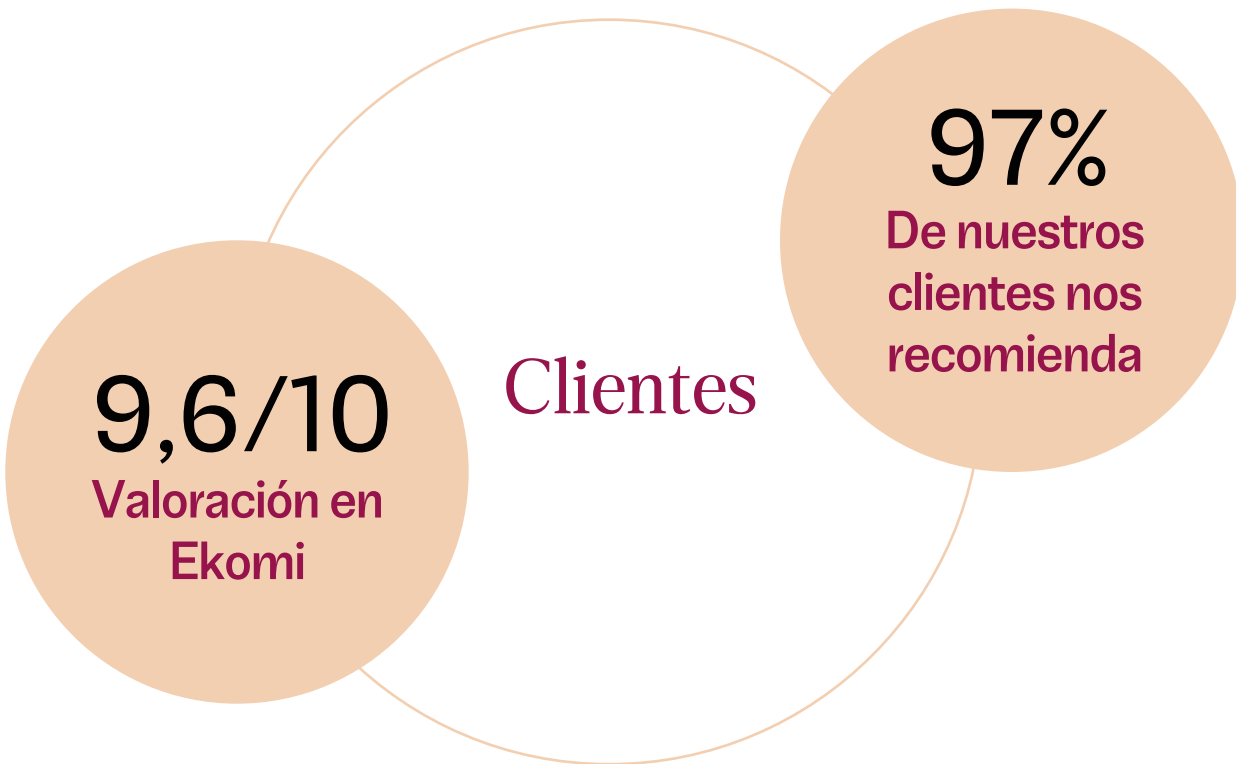 97%
De nuestros
clientes nos
recomienda
Clientes
9,6/10
Valoración en
Ekomi